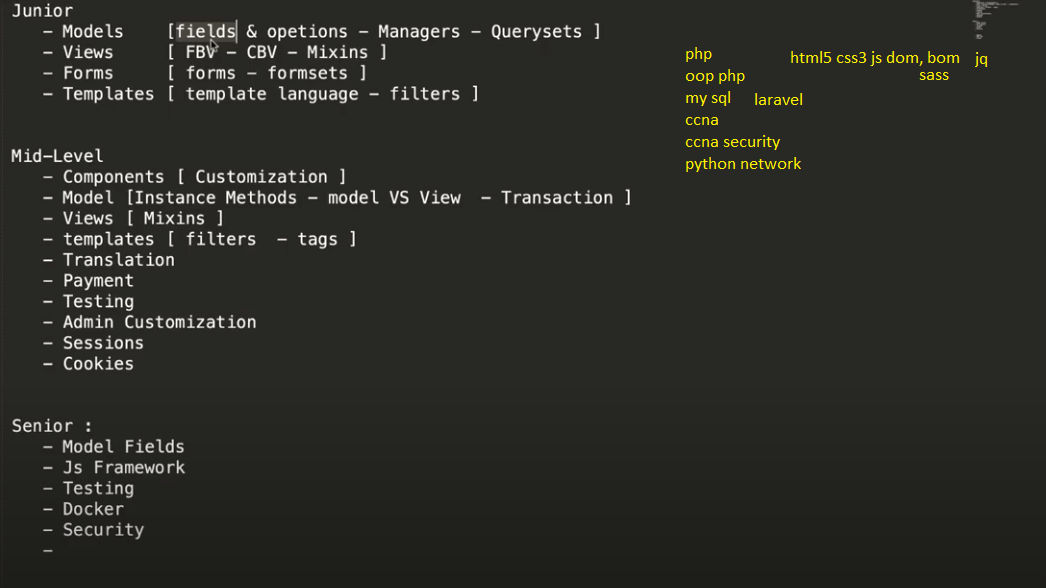 Junior
- Models [fields & opetions - Managers - Querysets ]
- Views [ FBV - CBV - Mixins ]
- Forms [ forms - formsets ]
- Templates [ template language - filters ]
Mid-Level
- Components [ Customization ]
- Model [Instance Methods - model VS View - Transaction ]
- Views [ Mixins ]
- templates [ filters - tags ]
- Translation
- Payment
- Testing
- Admin Customization
- Sessions
- Cookies
Senior :
- Model Fields
- Js Framework
- Testing
- Docker
- Security
-
php
oop php
my sql laravel
ccna
ccna security
python network
html5 css3 js dom, bom jq
sass